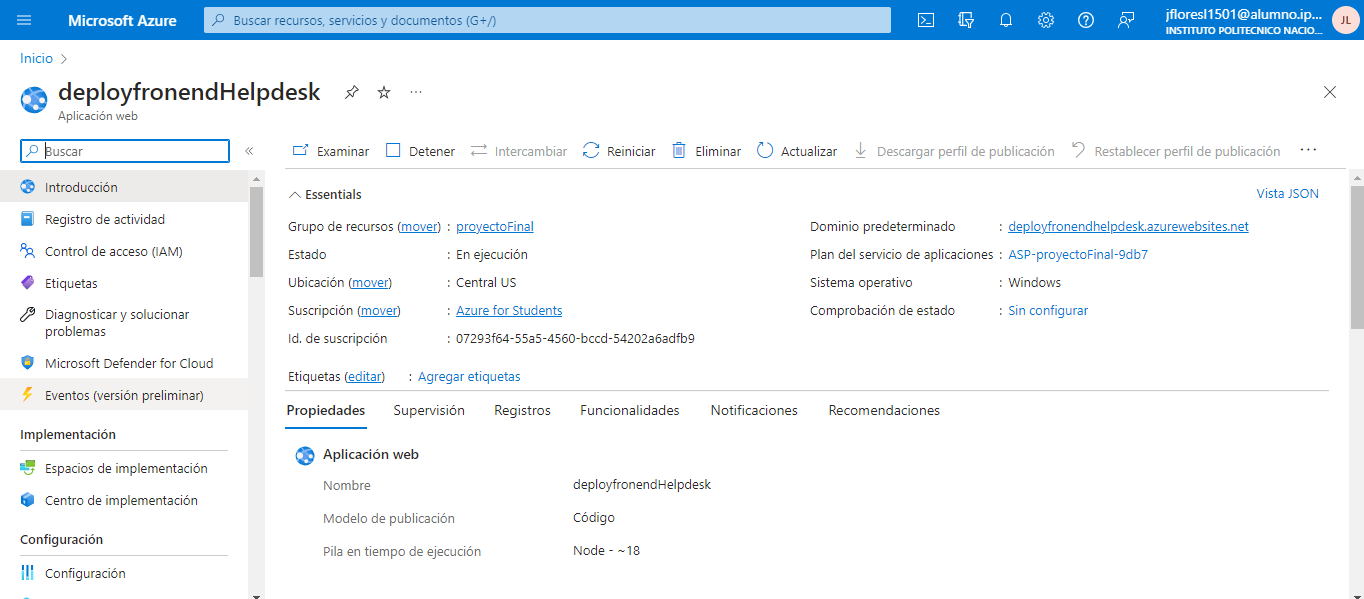 Microsoft Azure
Buscar recursos, servicios y documentos (G+/)
jfloresl1501@alumno.ip...
INSTITUTO POLITECNICO NACIO...
JL
Inicio
deployfronendHelpdesk
Aplicación web
Buscar
Examinar Detener Intercambiar Reiniciar Eliminar Actualizar Descargar perfil de publicación Restablecer perfil de publicación
Introducción
Registro de actividad
Control de acceso (IAM)
Etiquetas
Diagnosticar y solucionar
problemas
Microsoft Defender for Cloud
Eventos (versión preliminar)
Implementación
Espacios de implementación
Centro de implementación
Configuración
Configuración
Essentials
Vista JSON
Grupo de recursos (mover) : proyectoFinal
Estado : En ejecución
Ubicación (mover) : Central US
Suscripción (mover) : Azure for Students
Id. de suscripción : 07293f64-55a5-4560-bccd-54202a6adfb9
Dominio predeterminado : deployfronendhelpdesk.azurewebsites.net
Plan del servicio de aplicaciones : ASP-proyectoFinal-9db7
Sistema operativo : Windows
Comprobación de estado : Sin configurar
Etiquetas (editar) : Agregar etiquetas
Propiedades Supervisión Registros Funcionalidades Notificaciones Recomendaciones
Aplicación web
Nombre deployfronendHelpdesk
Modelo de publicación Código
Pila en tiempo de ejecución Node - ~18